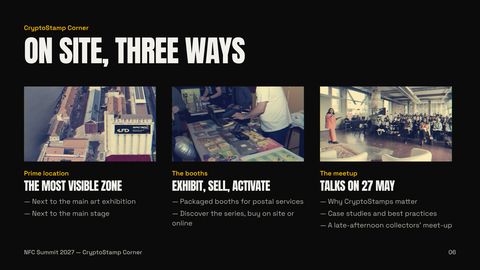 CryptoStamp Corner
ON SITE, THREE WAYS
Prime location
THE MOST VISIBLE ZONE
— Next to the main art exhibition
— Next to the main stage
The booths
EXHIBIT, SELL, ACTIVATE
— Packaged booths for postal services
— Discover the series, buy on site or
online
The meetup
TALKS ON 27 MAY
— Why CryptoStamps matter
— Case studies and best practices
— A late-afternoon collectors' meet-up
NFC Summit 2027 — CryptoStamp Corner
06